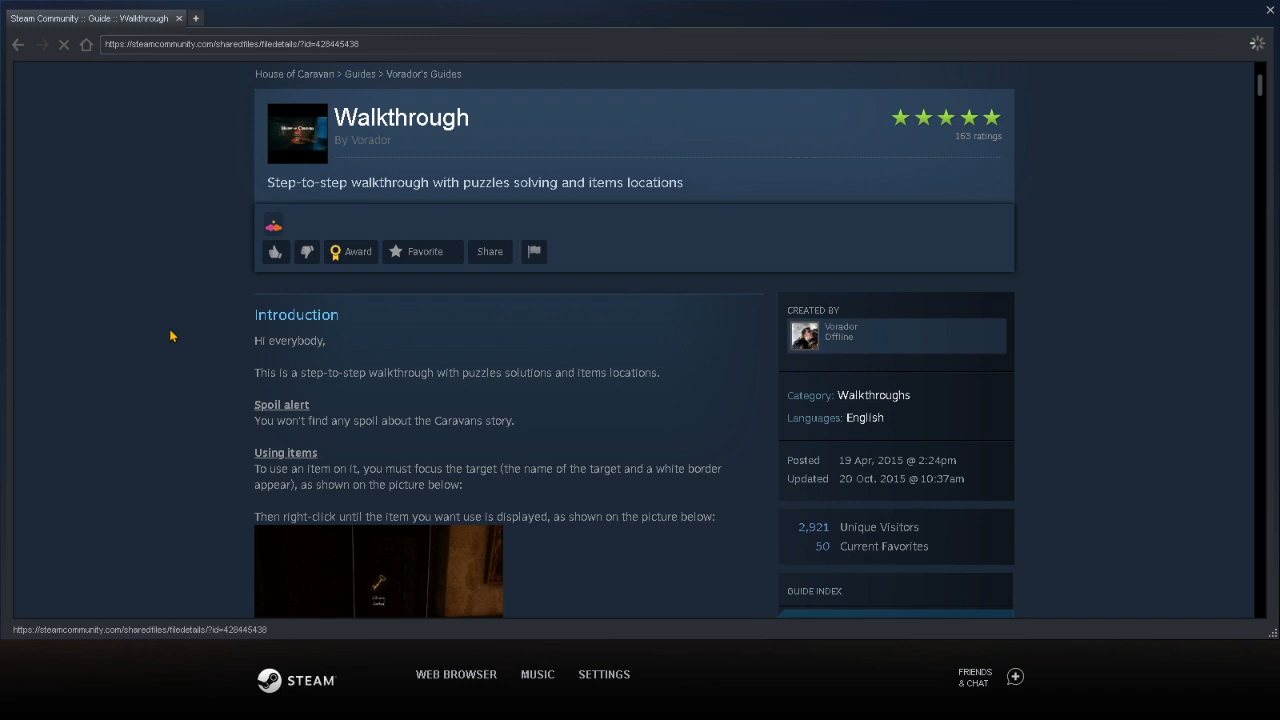 Steam Community :: Guide :: Walkthrough
https://steamcommunity.com/sharedfiles/filedetails/?id=428445438
House of Caravan > Guides > Vorador's Guides
Walkthrough
By Vorador
163 ratings
Step-to-step walkthrough with puzzles solving and items locations
Award
Favorite
Share
Introduction
Hi everybody,
This is a step-to-step walkthrough with puzzles solutions and items locations.
Spoil alert
You won't find any spoil about the Caravans story.
Using items
To use an item on it, you must focus the target (the name of the target and a white border
appear), as shown on the picture below:
Then right-click until the item you want use is displayed, as shown on the picture below:
CREATED BY
Vorador
Offline
Category: Walkthroughs
Languages: English
Posted 19 Apr, 2015 @ 2:24pm
Updated 20 Oct, 2015 @ 10:37am
2,921 Unique Visitors
50 Current Favorites
GUIDE INDEX
https://steamcommunity.com/sharedfiles/filedetails/?id=428445438
STEAM
WEB BROWSER
MUSIC
SETTINGS
FRIENDS
& CHAT